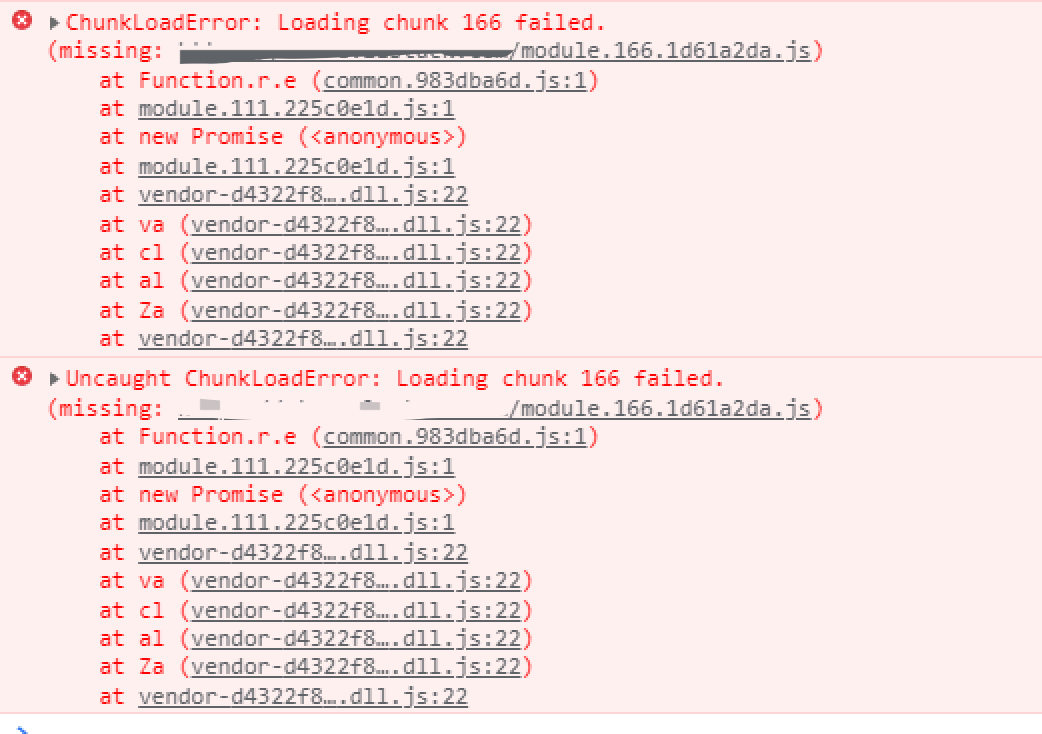 ChunkLoadError: Loading chunk 166 failed.
(missing: /module.166.1d61a2da.js)
at Function.r.e (common.983dba6d.js:1)
at module.111.225c0e1d.js:1
at new Promise (<anonymous>)
at module.111.225c0e1d.js:1
at vendor-d4322f8….dll.js:22
at va (vendor-d4322f8….dll.js:22)
at cl (vendor-d4322f8….dll.js:22)
at al (vendor-d4322f8….dll.js:22)
at Za (vendor-d4322f8….dll.js:22)
at vendor-d4322f8….dll.js:22
Uncaught ChunkLoadError: Loading chunk 166 failed.
(missing: /module.166.1d61a2da.js)
at Function.r.e (common.983dba6d.js:1)
at module.111.225c0e1d.js:1
at new Promise (<anonymous>)
at module.111.225c0e1d.js:1
at vendor-d4322f8….dll.js:22
at va (vendor-d4322f8….dll.js:22)
at cl (vendor-d4322f8….dll.js:22)
at al (vendor-d4322f8….dll.js:22)
at Za (vendor-d4322f8….dll.js:22)
at vendor-d4322f8….dll.js:22